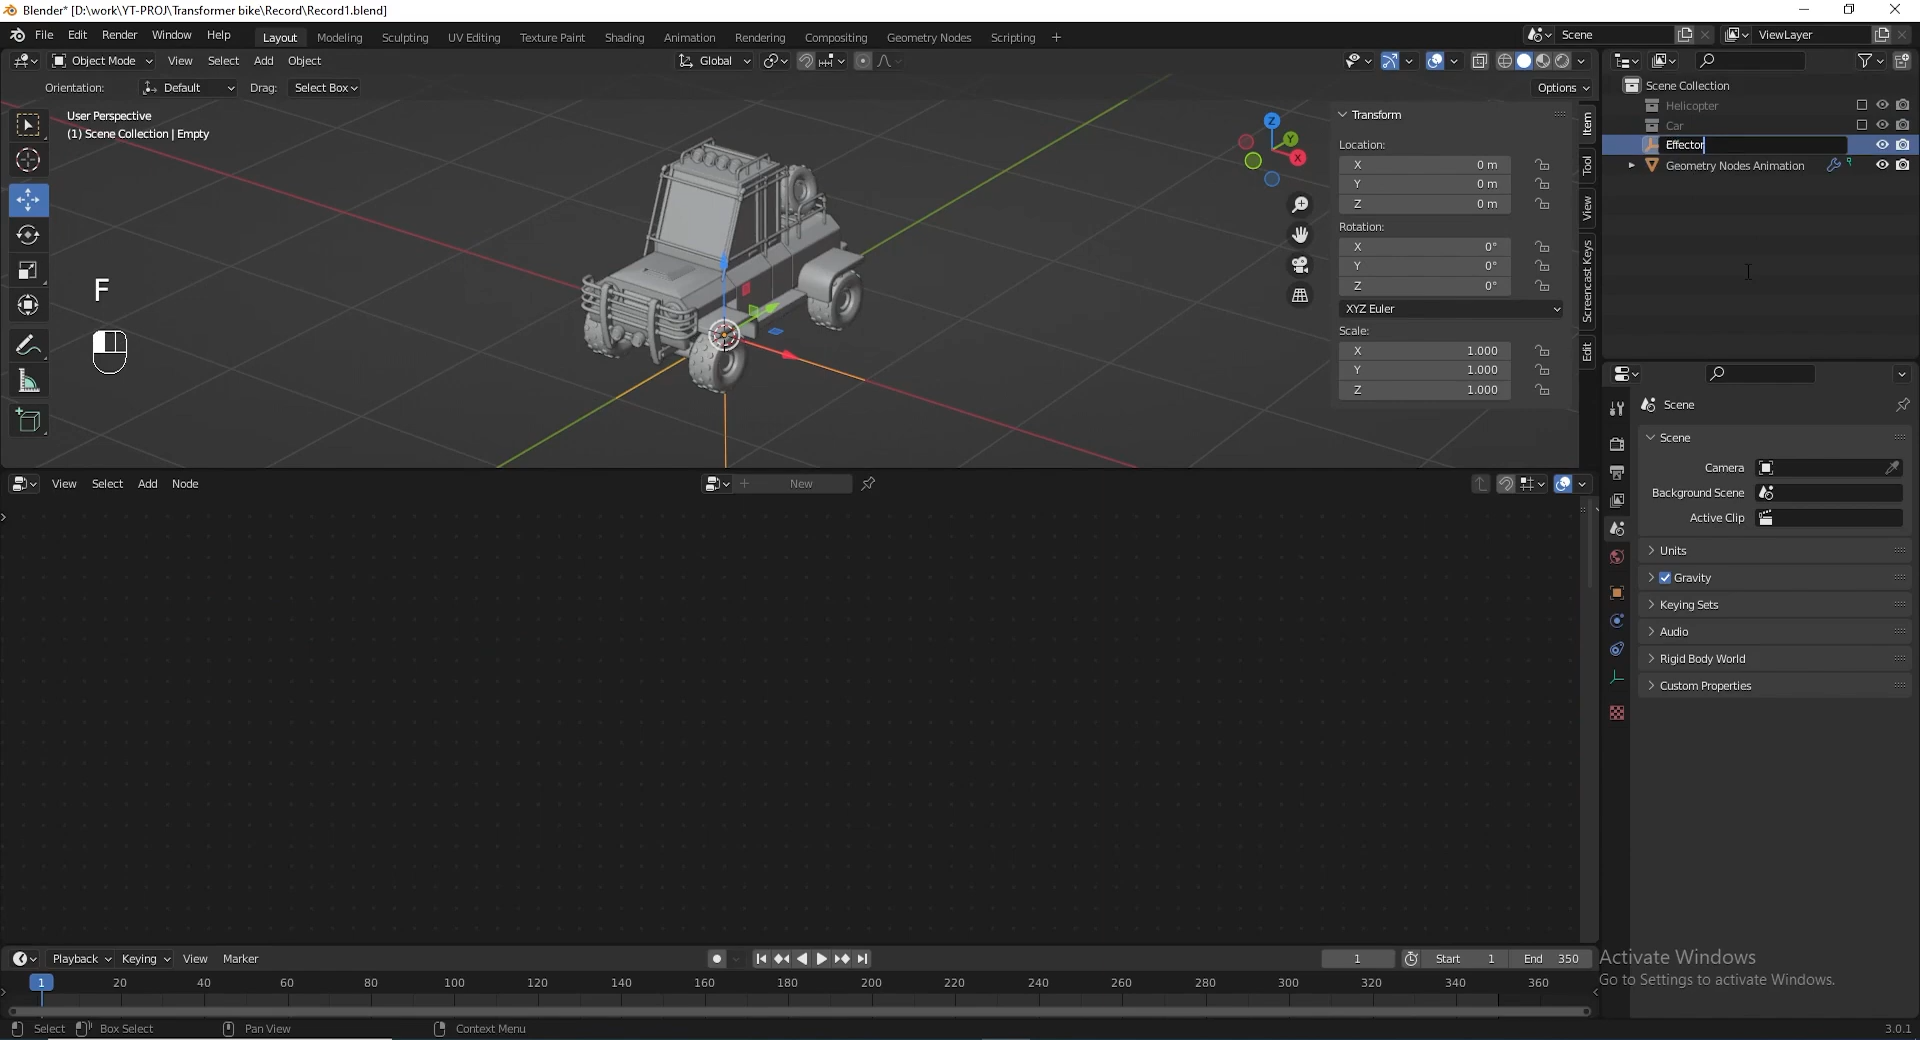 Blender* [D:\work\YT-PROJ\Transformer bike\Record\Record1.blend]
File Edit Render Window Help Layout Modeling Sculpting UV Editing Texture Paint Shading Animation Rendering Compositing Geometry Nodes Scripting + Scene ViewLayer
Object Mode View Select Add Object Global
Orientation: Default Drag: Select Box Options
User Perspective
(1) Scene Collection | Empty
Z
Y
X
F
Transform
Location:
X 0 m
Y 0 m
Z 0 m
Rotation:
X 0°
Y 0°
Z 0°
XYZ Euler
Scale:
X 1.000
Y 1.000
Z 1.000
Item
Tool
View
Screencast Keys
Edit
Scene Collection
Helicopter
Car
Effector
Geometry Nodes Animation
Scene
Scene
Camera
Background Scene
Active Clip
Units
Gravity
Keying Sets
Audio
Rigid Body World
Custom Properties
View Select Add Node + New
Playback Keying View Marker 1 Start 1 End 350
1 20 40 60 80 100 120 140 160 180 200 220 240 260 280 300 320 340 360
Activate Windows
Go to Settings to activate Windows.
Select Box Select Pan View Context Menu 3.0.1